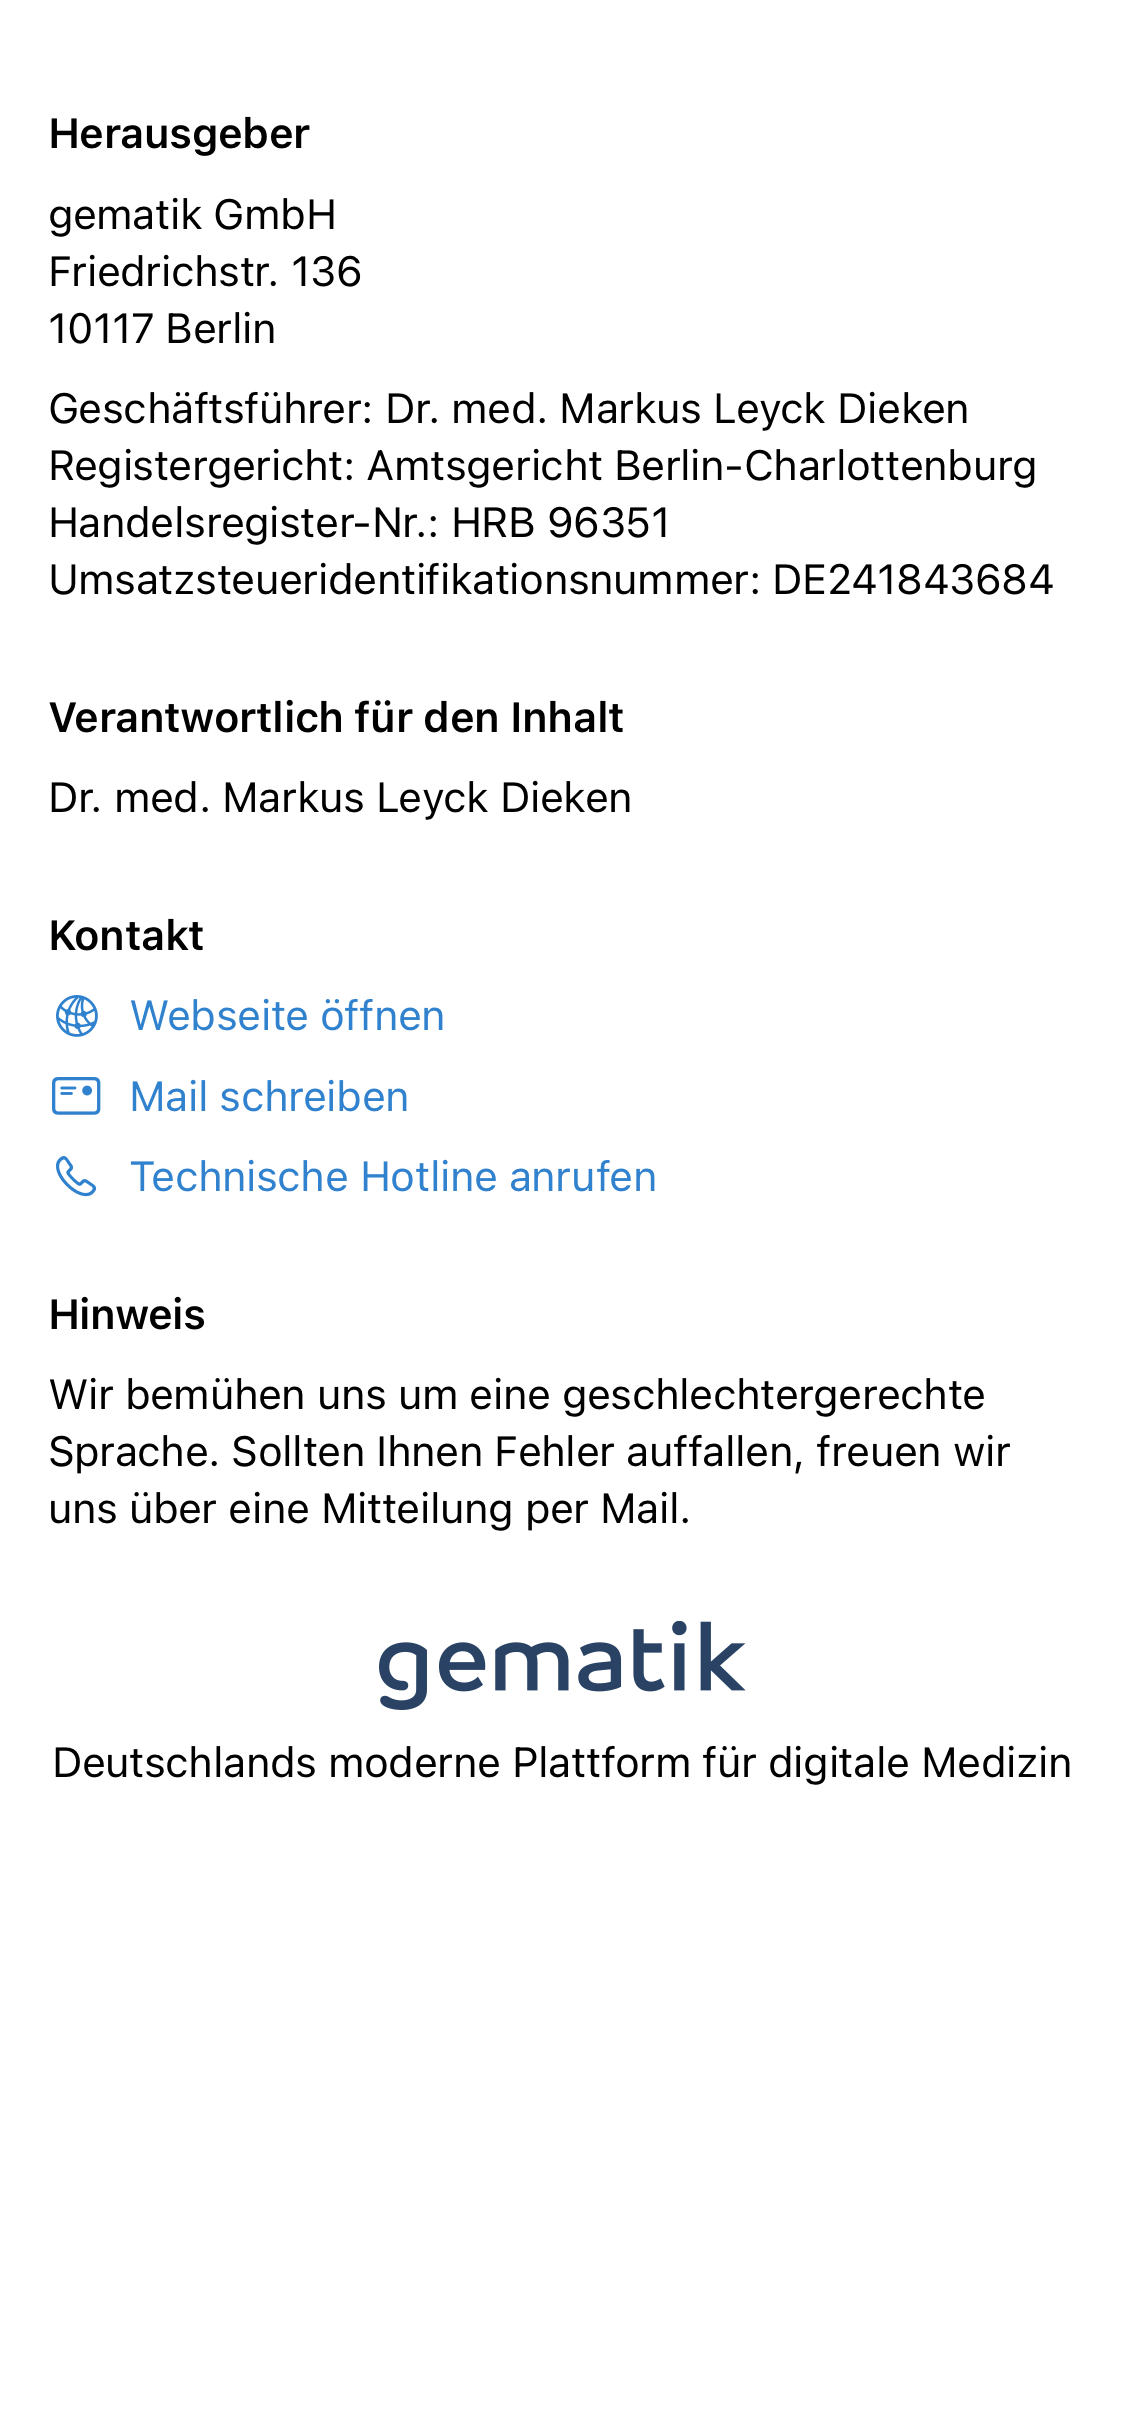 Herausgeber
gematik GmbH
Friedrichstr. 136
10117 Berlin
Geschäftsführer: Dr. med. Markus Leyck Dieken
Registergericht: Amtsgericht Berlin-Charlottenburg
Handelsregister-Nr.: HRB 96351
Umsatzsteueridentifikationsnummer: DE241843684
Verantwortlich für den Inhalt
Dr. med. Markus Leyck Dieken
Kontakt
Webseite öffnen
Mail schreiben
Technische Hotline anrufen
Hinweis
Wir bemühen uns um eine geschlechtergerechte
Sprache. Sollten Ihnen Fehler auffallen, freuen wir
uns über eine Mitteilung per Mail.
gematik
Deutschlands moderne Plattform für digitale Medizin